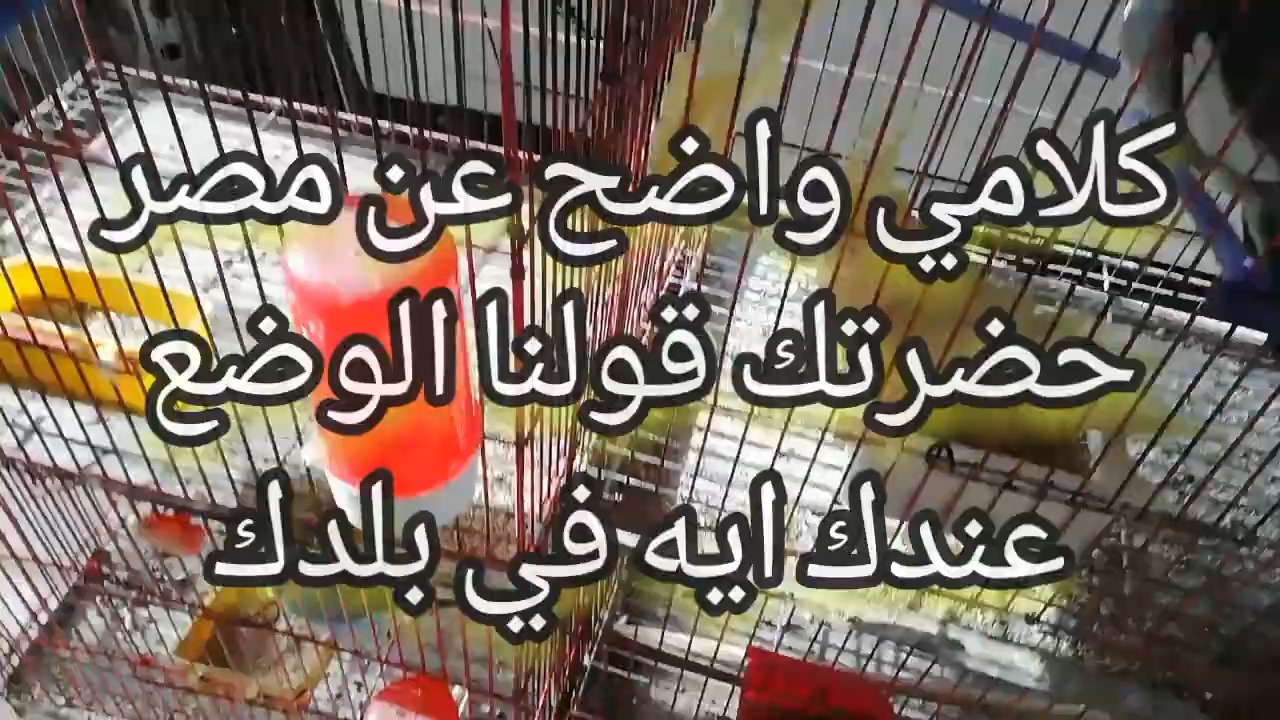 كلامي واضح عن مصر
حضرتك قولنا الوضع
عندك ايه في بلدك